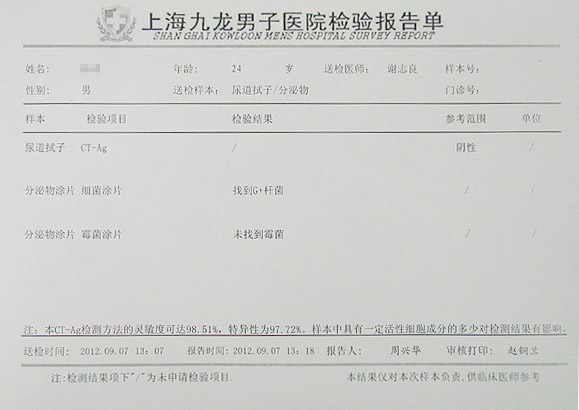 上海九龙男子医院检验报告单
SHANG HAI KOWLOON MENS HOSPITAL SURVEY REPORT
姓名: 年龄: 24 岁 送检医师: 谢志良 样本号:
性别: 男 送检样本: 尿道拭子/分泌物 门诊号:
样本 检验项目 检验结果 参考范围 单位
尿道拭子 CT-Ag / 阴性 /
分泌物涂片 细菌涂片 找到G+杆菌 / /
分泌物涂片 霉菌涂片 未找到霉菌 / /
注: 本CT-Ag检测方法的灵敏度可达98.51%, 特异性为97.72%. 样本中具有一定活性细胞成分的多少对检测结果有影响.
送检时间: 2012.09.07 13: 07 报告时间: 2012.09.07 13: 18 报告人: 周兴华 审核打印: 赵钢兰
注:检测结果项下"/"为未申请检验项目. 本结果仅对本次样本负责,供临床医师参考